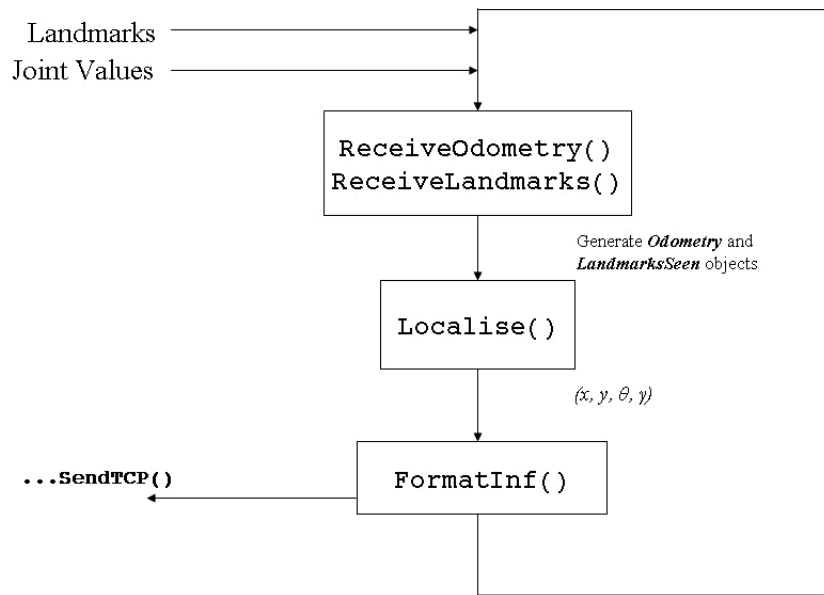 Landmarks
Joint Values
ReceiveOdometry()
ReceiveLandmarks()
Generate Odometry and
LandmarksSeen objects
Localise()
(x, y, θ, γ)
...SendTCP()
FormatInf()